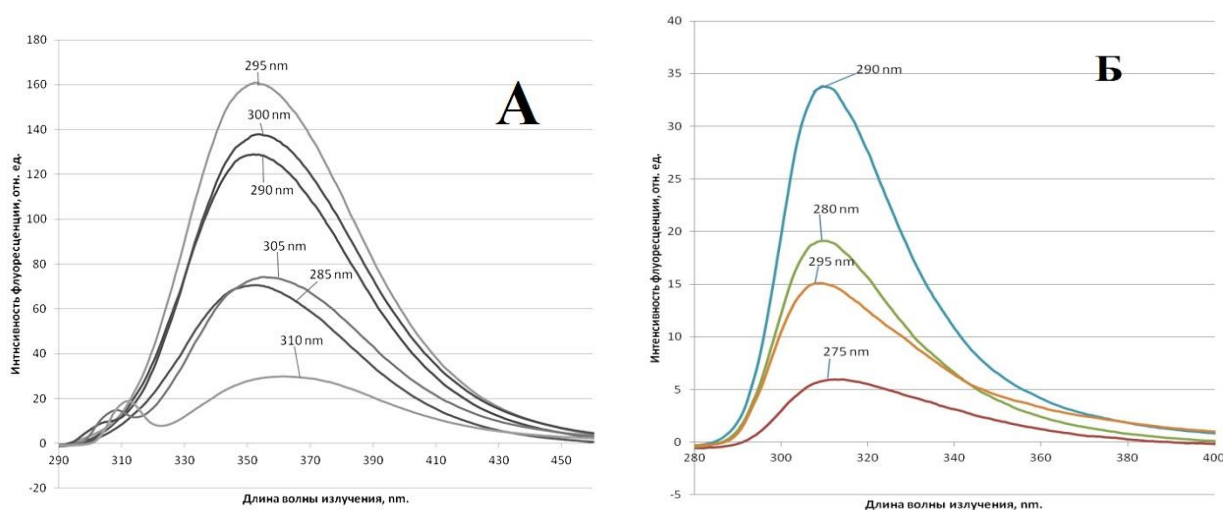 А
Интнсивность флуоресценции, отн. ед.
180
160
140
120
100
80
60
40
20
0
-20
295 nm
300 nm
290 nm
305 nm
285 nm
310 nm
290
310
330
350
370
390
410
430
450
Длина волны излучения, nm.
Б
Интенсивность флуоресценции, отн. ед.
40
35
30
25
20
15
10
5
0
-5
290 nm
280 nm
295 nm
275 nm
280
300
320
340
360
380
400
Длина волны излучения, nm.